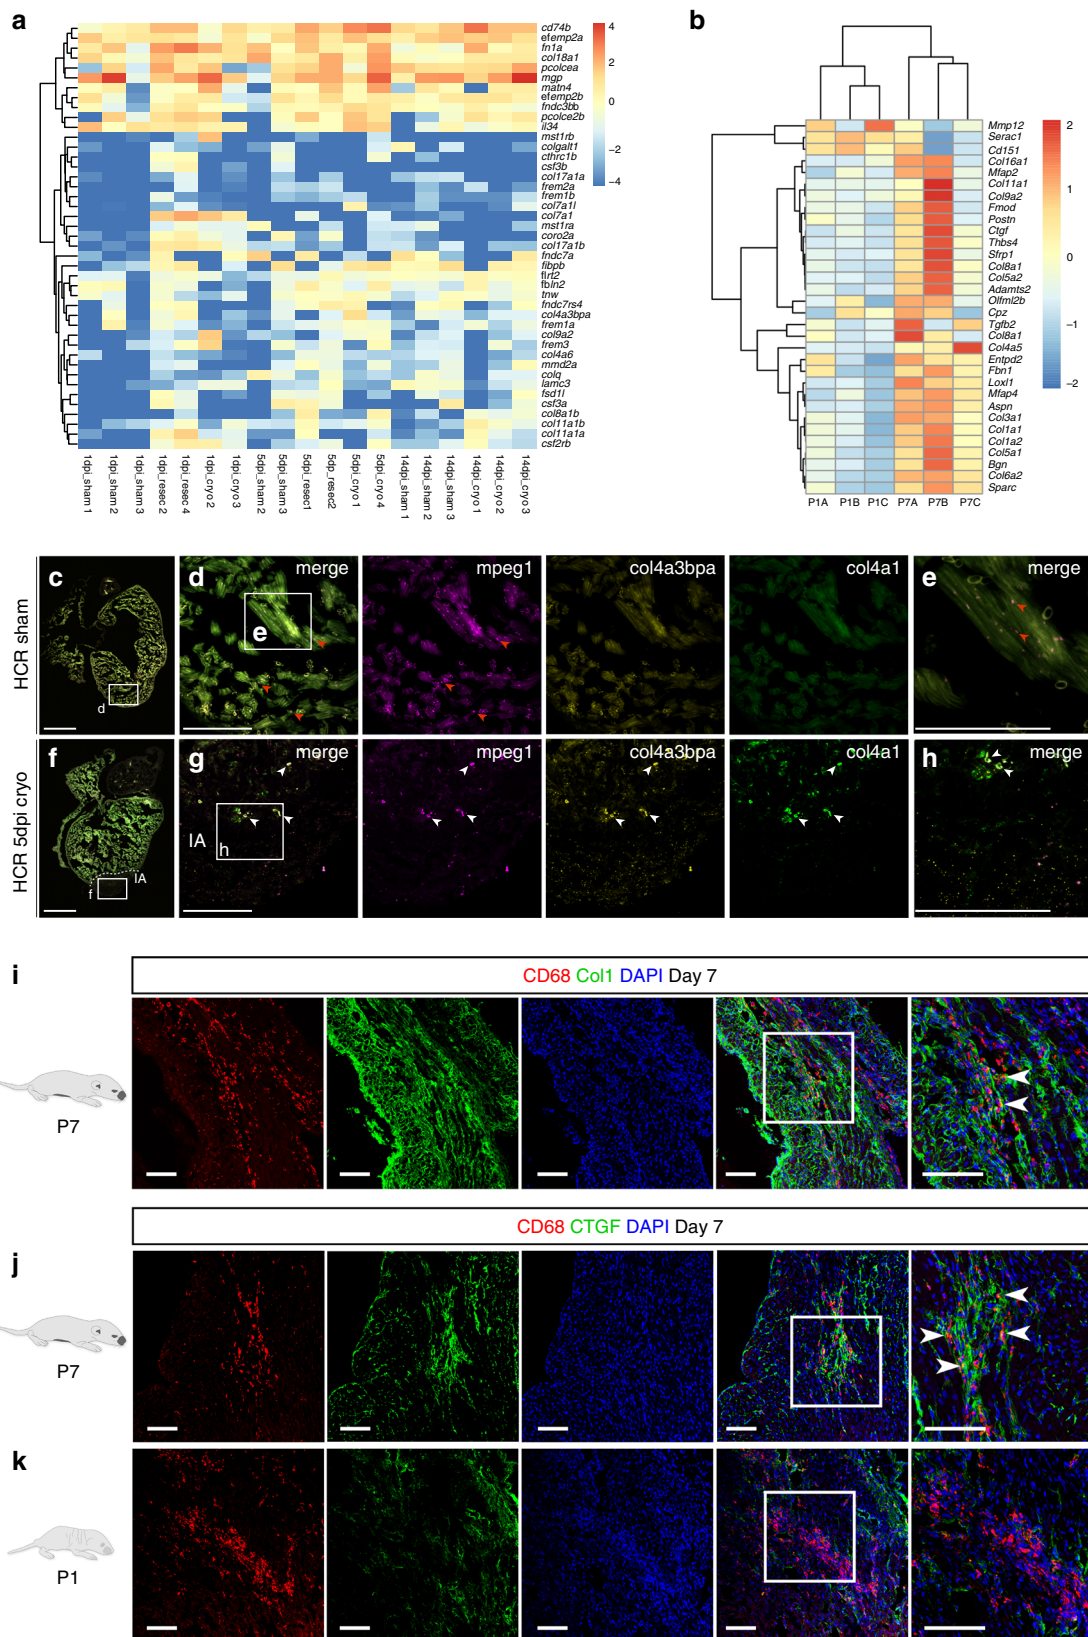 a
cd74b
efemp2a
fn1a
col18a1
pcolcea
mgp
matn4
efemp2b
fndc3bb
pcolce2b
il34
mst1rb
colgalt1
cthrc1b
csf3b
col17a1a
frem2a
frem1b
col7a1l
col7a1
mst1ra
coro2a
col17a1b
fndc7a
fibpb
flrt2
fbln2
tnw
fndc7rs4
col4a3bpa
frem1a
col9a2
frem3
col4a6
mmd2a
colq
lamc3
fsd1l
csf3a
col8a1b
col11a1b
col11a1a
csf2rb
4
2
0
−2
−4
1dpi_sham 1
1dpi_sham 2
1dpi_sham 3
1dpi_resec 2
1dpi_resec 4
1dpi_cryo 2
1dpi_cryo 3
5dpi_sham 2
5dpi_sham 3
5dpi_resec1
5dp_resec2
5dpi_cryo 1
5dpi_cryo 4
14dpi_sham 1
14dpi_sham 2
14dpi_sham 3
14dpi_cryo 1
14dpi_cryo 2
14dpi_cryo 3
b
Mmp12
Serac1
Cd151
Col16a1
Mfap2
Col11a1
Col9a2
Fmod
Postn
Ctgf
Thbs4
Sfrp1
Col8a1
Col5a2
Adamts2
Olfml2b
Cpz
Tgfb2
Col8a1
Col4a5
Entpd2
Fbn1
Loxl1
Mfap4
Aspn
Col3a1
Col1a1
Col1a2
Col5a1
Bgn
Col6a2
Sparc
2
1
0
−1
−2
P1A P1B P1C P7A P7B P7C
HCR sham
c
d
d merge
e
mpeg1
col4a3bpa
col4a1
e merge
HCR 5dpi cryo
f
IA
f
g merge
IA
h
mpeg1
col4a3bpa
col4a1
h merge
i
CD68 Col1 DAPI Day 7
P7
CD68 CTGF DAPI Day 7
j
P7
k
P1